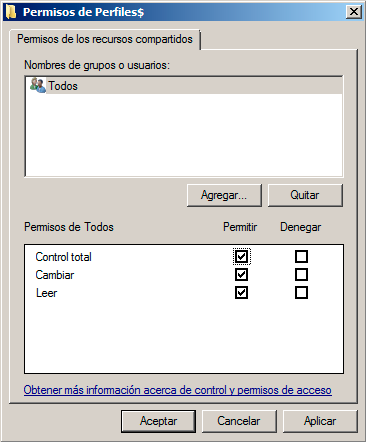 Permisos de Perfiles$
Permisos de los recursos compartidos
Nombres de grupos o usuarios:
Todos
Agregar... Quitar
Permisos de Todos Permitir Denegar
Control total
Cambiar
Leer
Obtener más información acerca de control y permisos de acceso
Aceptar Cancelar Aplicar